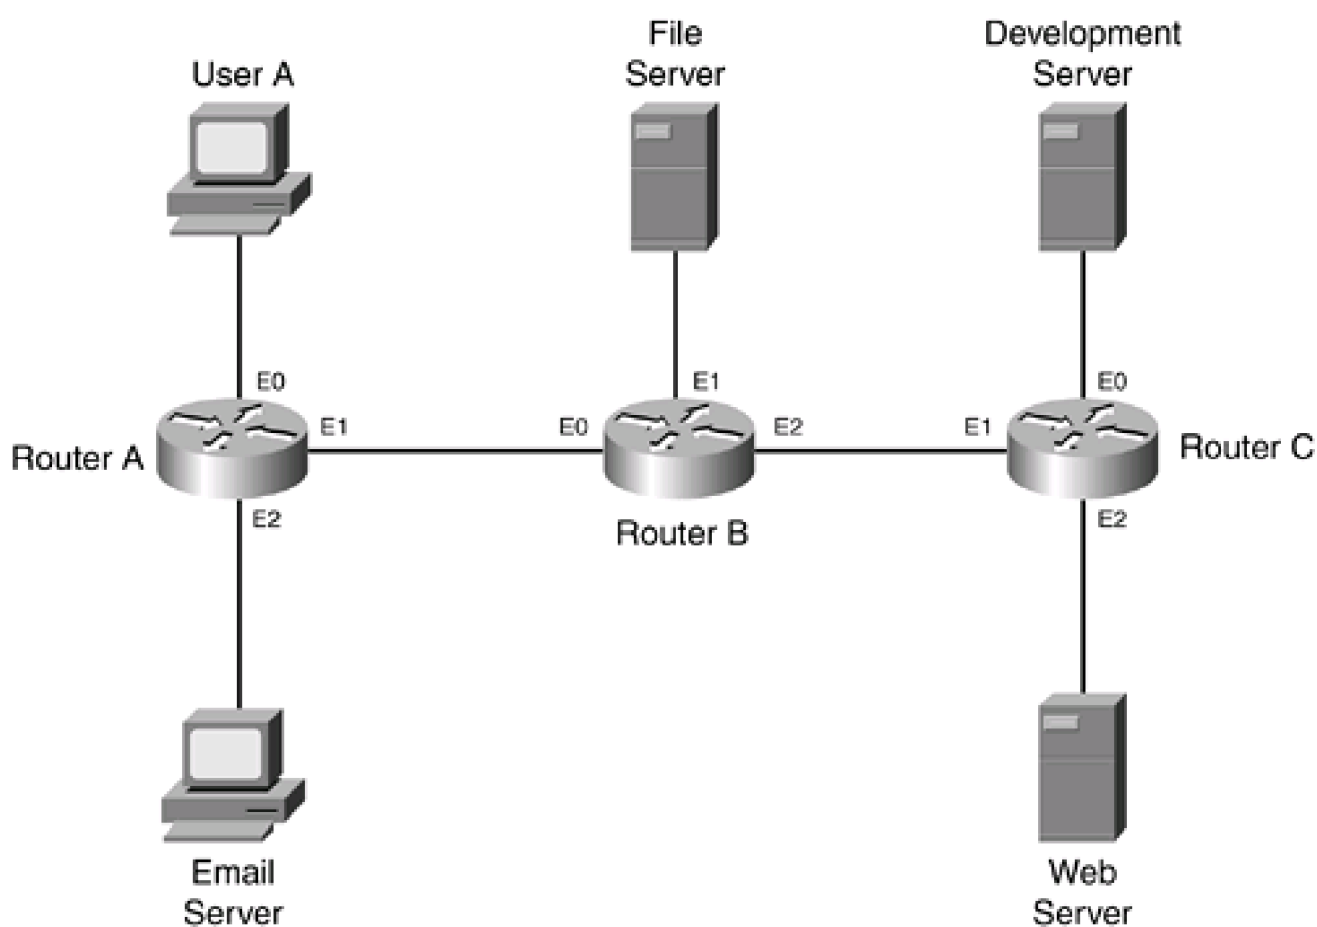 File
Server
Development
Server
User A
E0
E1
E0
E1
E2
E1
E0
Router A
Router C
E2
Router B
E2
Email
Server
Web
Server